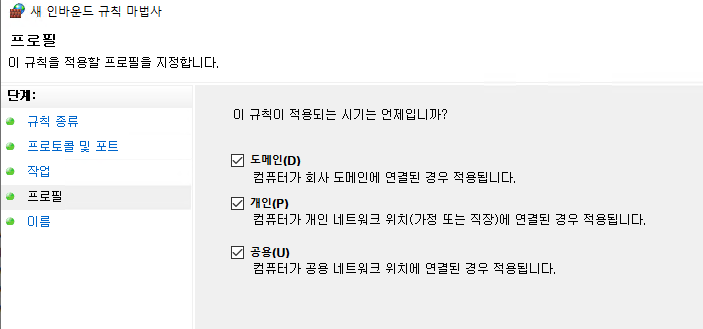 새 인바운드 규칙 마법사
프로필
이 규칙을 적용할 프로필을 지정합니다.
단계:
규칙 종류
프로토콜 및 포트
작업
프로필
이름
이 규칙이 적용되는 시기는 언제입니까?
도메인(D)
컴퓨터가 회사 도메인에 연결된 경우 적용됩니다.
개인(P)
컴퓨터가 개인 네트워크 위치(가정 또는 직장)에 연결된 경우 적용됩니다.
공용(U)
컴퓨터가 공용 네트워크 위치에 연결된 경우 적용됩니다.